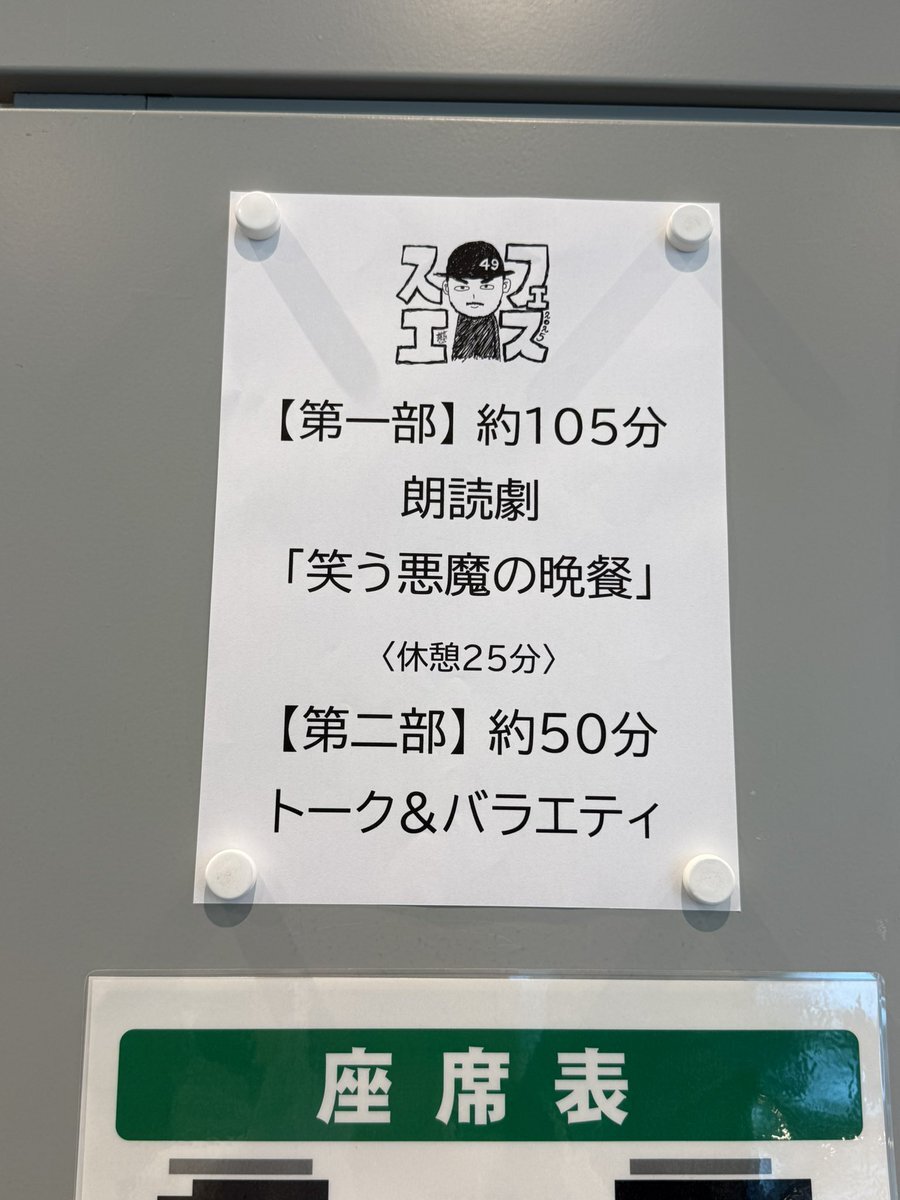 スエフェス
2025
49
【第一部】約105分
朗読劇
「笑う悪魔の晩餐」
〈休憩25分〉
【第二部】約50分
トーク&バラエティ
座席表